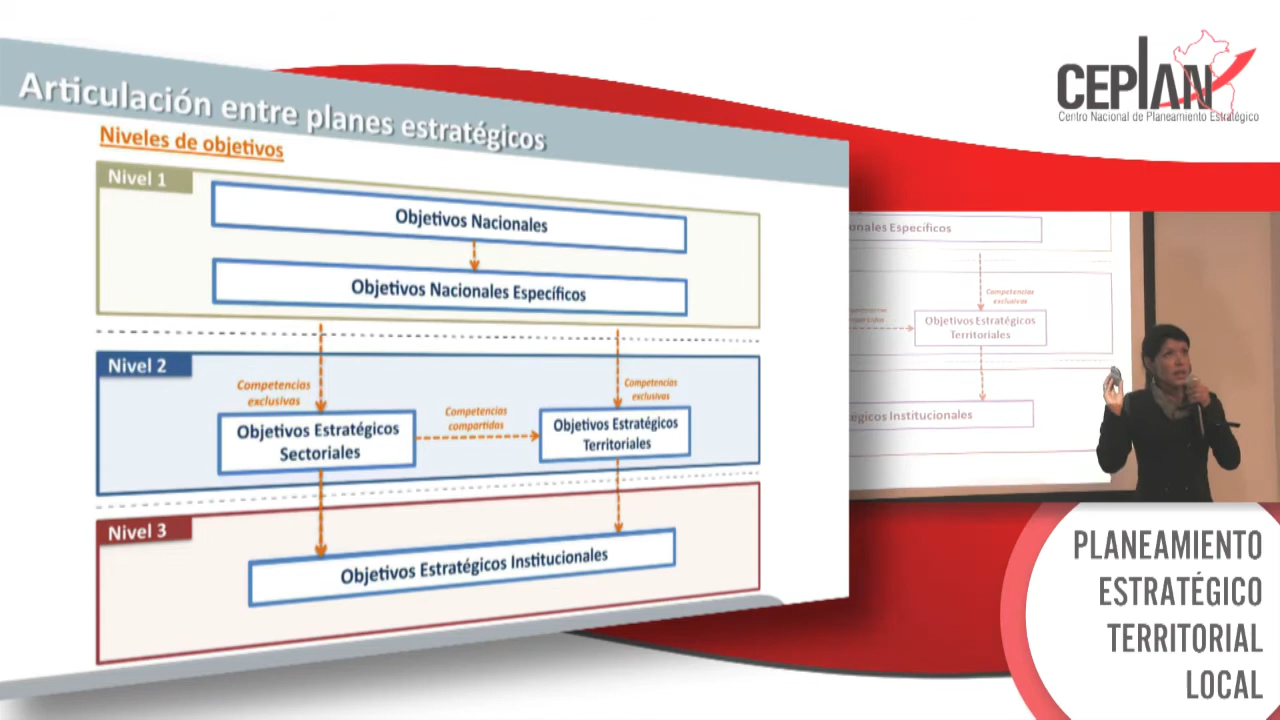 Articulación entre planes estratégicos
Niveles de objetivos
Nivel 1
Objetivos Nacionales
Objetivos Nacionales Específicos
Nivel 2
Competencias
exclusivas
Competencias
exclusivas
Competencias
compartidas
Objetivos Estratégicos
Sectoriales
Objetivos Estratégicos
Territoriales
Nivel 3
Objetivos Estratégicos Institucionales
CEPLAN
Centro Nacional de Planeamiento Estratégico
Específicos
Competencias
exclusivas
Objetivos Estratégicos
Territoriales
Institucionales
PLANEAMIENTO
ESTRATÉGICO
TERRITORIAL
LOCAL